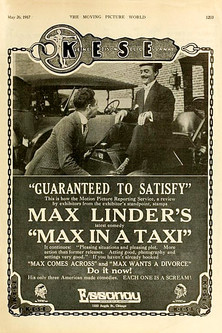 May 26, 1917
THE MOVING PICTURE WORLD
1223
K·E·S·E
"GUARANTEED TO SATISFY"
This is how the Motion Picture Reporting Service, a review
by exhibitors from the exhibitor's standpoint, stamps
MAX LINDER'S
latest comedy
"MAX IN A TAXI"
It continues: "Pleasing situations and pleasing plot. More
action than former releases. Acting good, photography and
settings very good." If you haven't already booked
"MAX COMES ACROSS" and "MAX WANTS A DIVORCE"
Do it now!
His only three American made comedies. EACH ONE IS A SCREAM!
Essanay